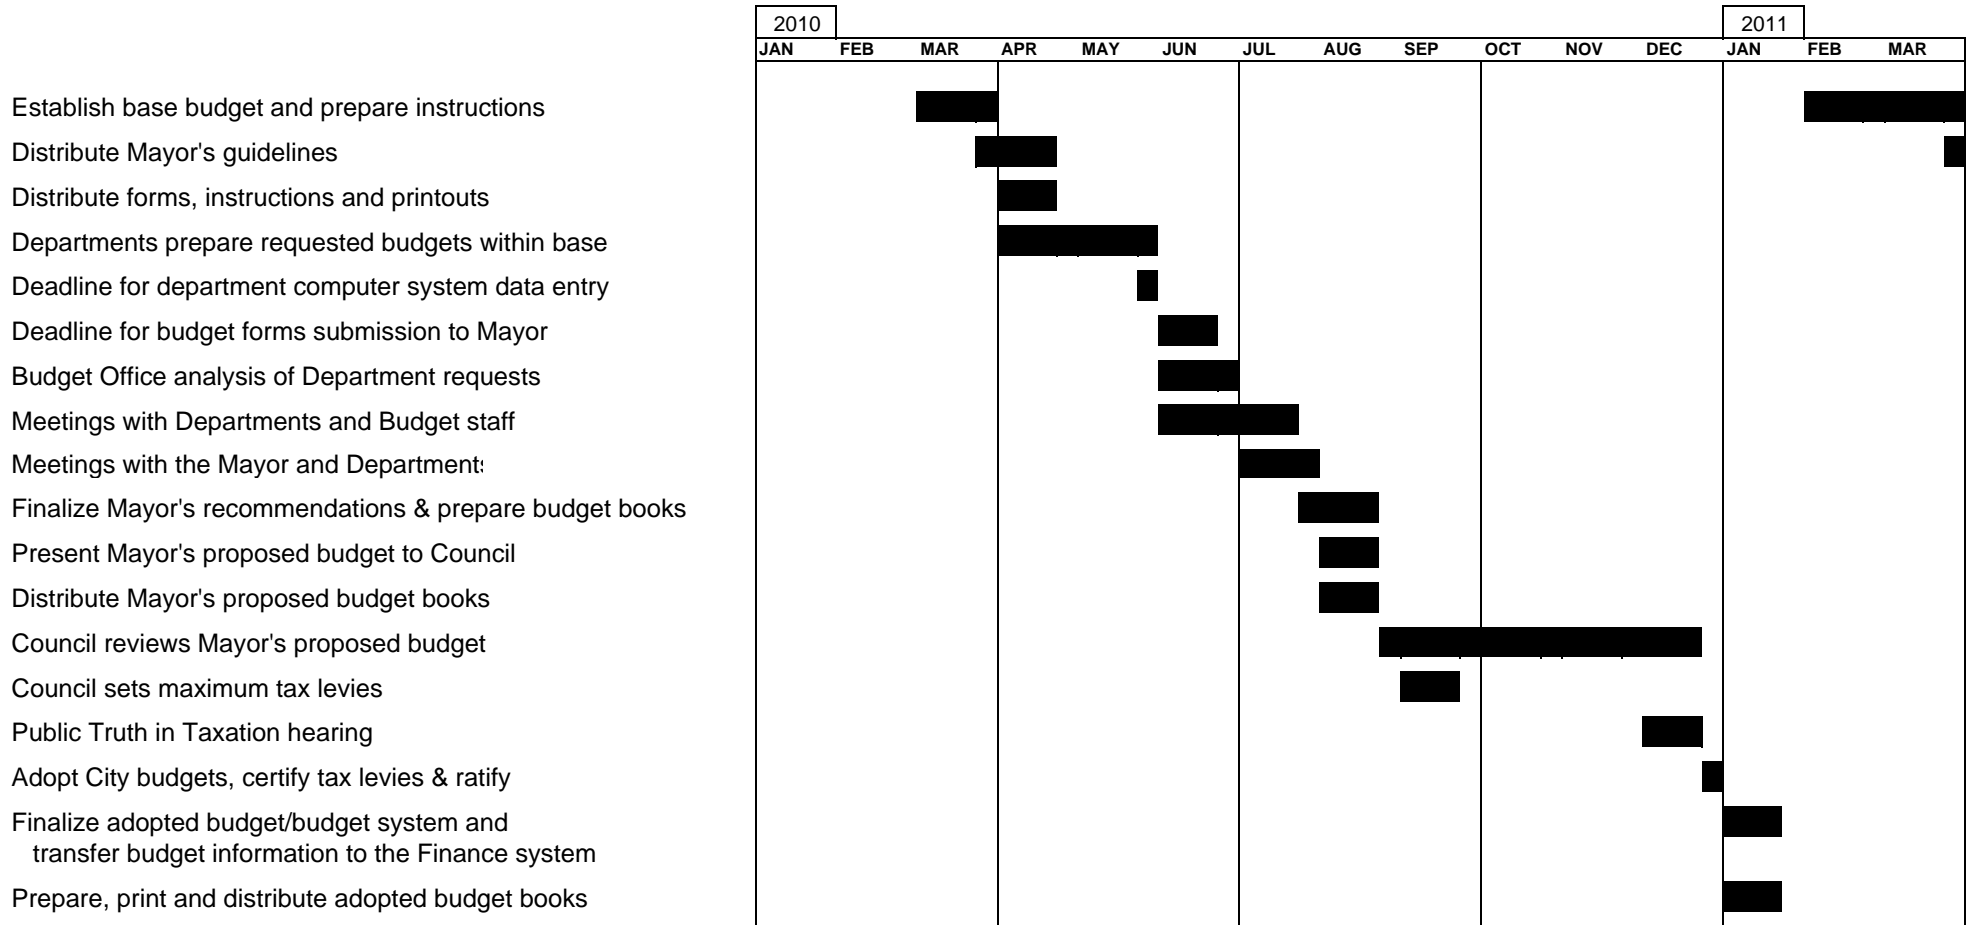 2010 2011
JAN FEB MAR APR MAY JUN JUL AUG SEP OCT NOV DEC JAN FEB MAR
Establish base budget and prepare instructions
Distribute Mayor's guidelines
Distribute forms, instructions and printouts
Departments prepare requested budgets within base
Deadline for department computer system data entry
Deadline for budget forms submission to Mayor
Budget Office analysis of Department requests
Meetings with Departments and Budget staff
Meetings with the Mayor and Departments
Finalize Mayor's recommendations & prepare budget books
Present Mayor's proposed budget to Council
Distribute Mayor's proposed budget books
Council reviews Mayor's proposed budget
Council sets maximum tax levies
Public Truth in Taxation hearing
Adopt City budgets, certify tax levies & ratify
Finalize adopted budget/budget system and
transfer budget information to the Finance system
Prepare, print and distribute adopted budget books